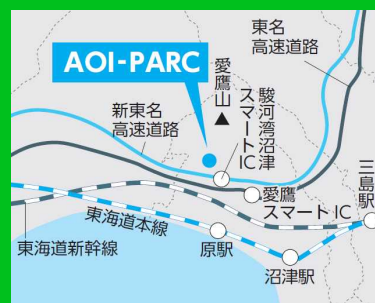 東名
高速道路
AOI-PARC
愛鷹山
駿河湾沼津
スマートIC
新東名
高速道路
三島駅
愛鷹
スマートIC
東海道本線
原駅
東海道新幹線
沼津駅